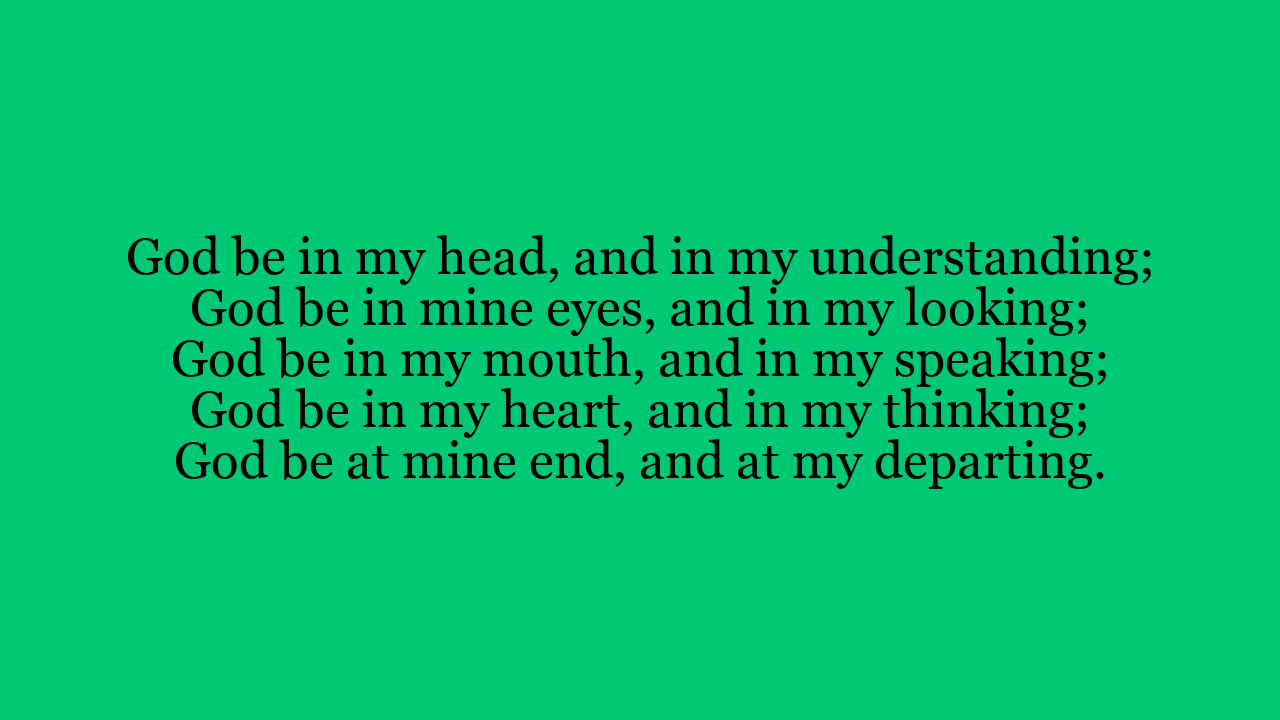 God be in my head, and in my understanding;
God be in mine eyes, and in my looking;
God be in my mouth, and in my speaking;
God be in my heart, and in my thinking;
God be at mine end, and at my departing.